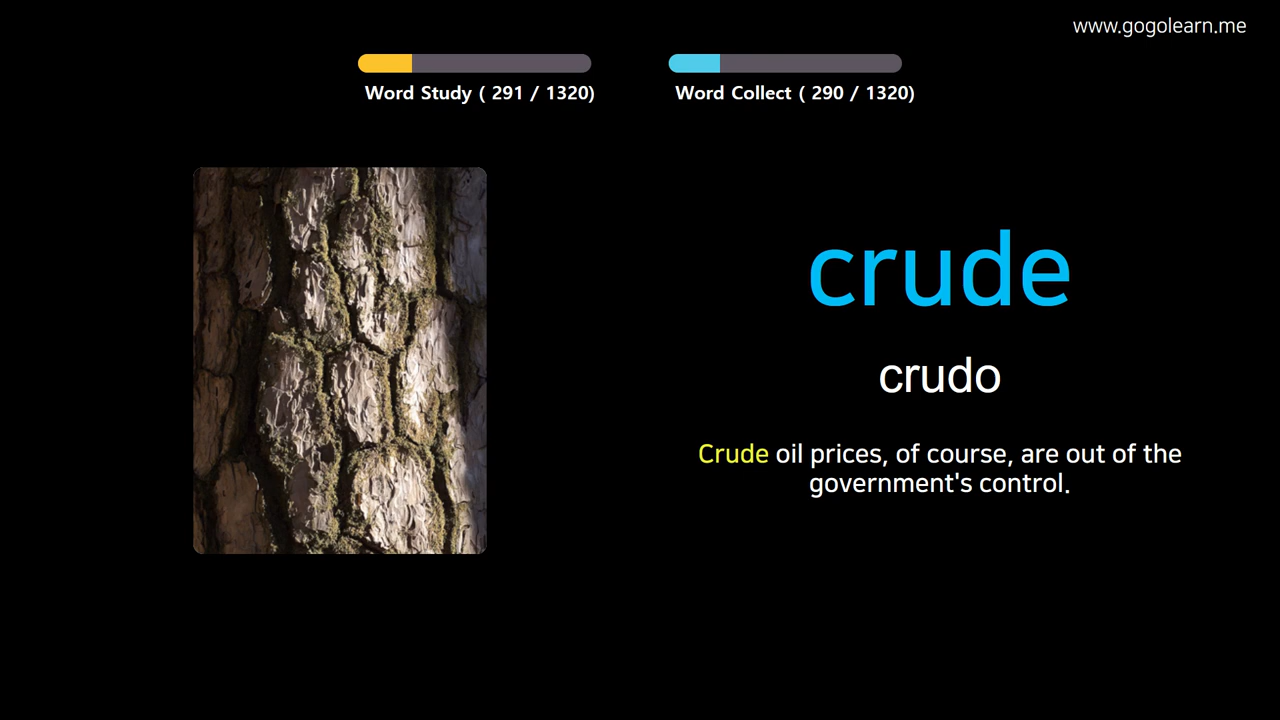 www.gogolearn.me
Word Study ( 291 / 1320)
Word Collect ( 290 / 1320)
crude
crudo
Crude oil prices, of course, are out of the
government's control.